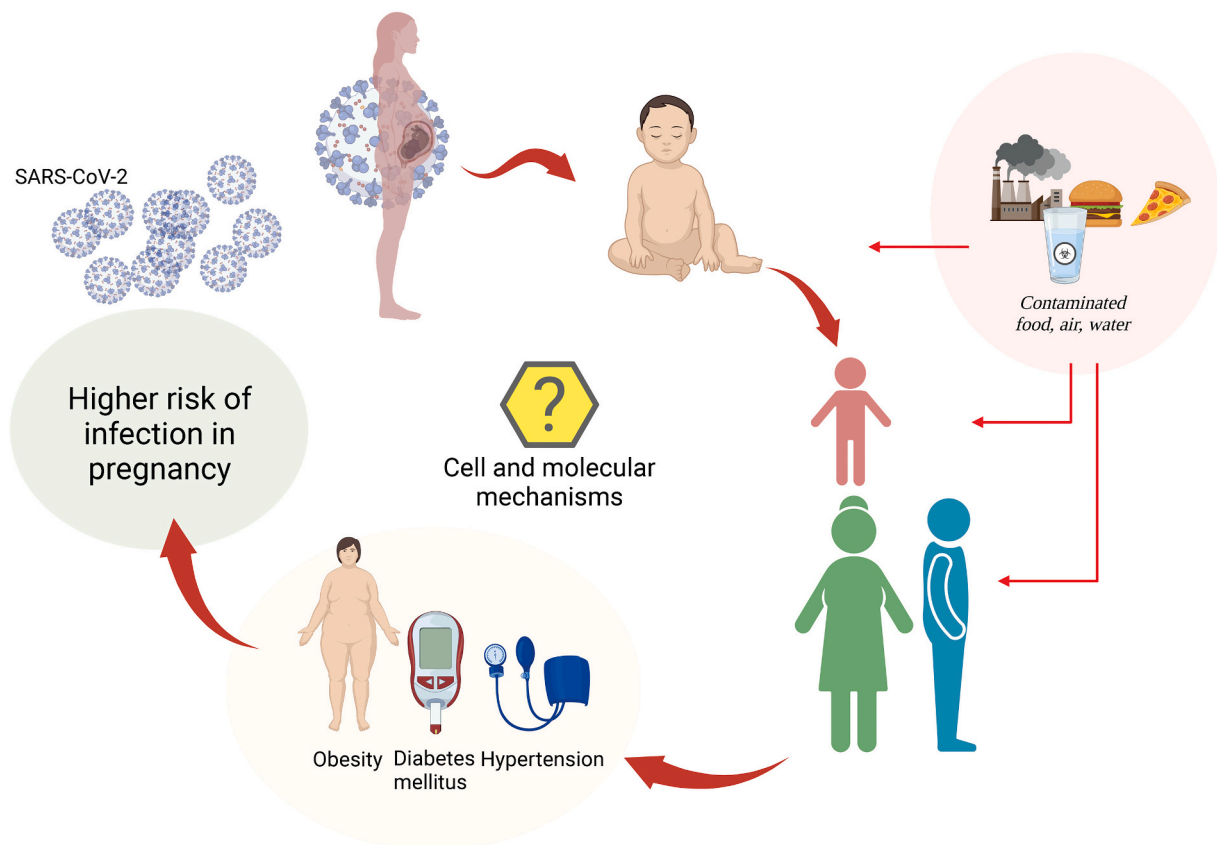 SARS-CoV-2
Contaminated
food, air, water
Higher risk of
infection in
pregnancy
?
Cell and molecular
mechanisms
Obesity
Diabetes
mellitus
Hypertension